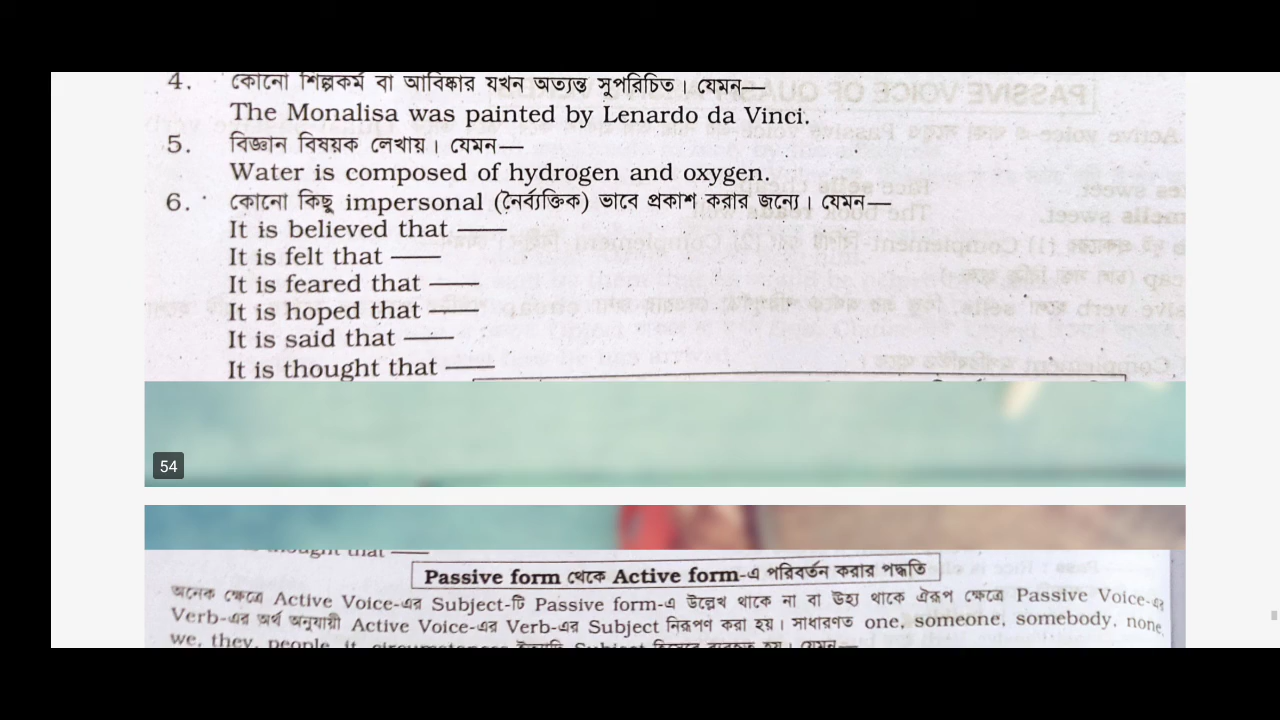 4. কোনো শিল্পকর্ম বা আবিষ্কার যখন অত্যন্ত সুপরিচিত। যেমন—
The Monalisa was painted by Lenardo da Vinci.
5. বিজ্ঞান বিষয়ক লেখায়। যেমন—
Water is composed of hydrogen and oxygen.
6. কোনো কিছু impersonal (নৈর্ব্যক্তিক) ভাবে প্রকাশ করার জন্যে। যেমন—
It is believed that ——
It is felt that ——
It is feared that ——
It is hoped that ——
It is said that ——
It is thought that ——
54
thought that ——
Passive form থেকে Active form-এ পরিবর্তন করার পদ্ধতি
অনেক ক্ষেত্রে Active Voice-এর Subject-টি Passive form-এ উল্লেখ থাকে না বা উহ্য থাকে ঐরূপ ক্ষেত্রে Passive Voice-এর
Verb-এর অর্থ অনুযায়ী Active Voice-এর Verb-এর Subject নিরূপণ করা হয়। সাধারণত one, someone, somebody, none,
we, they, people, it, circumstances ইত্যাদি Subject হিসেবে ব্যবহৃত হয়। যেমন—